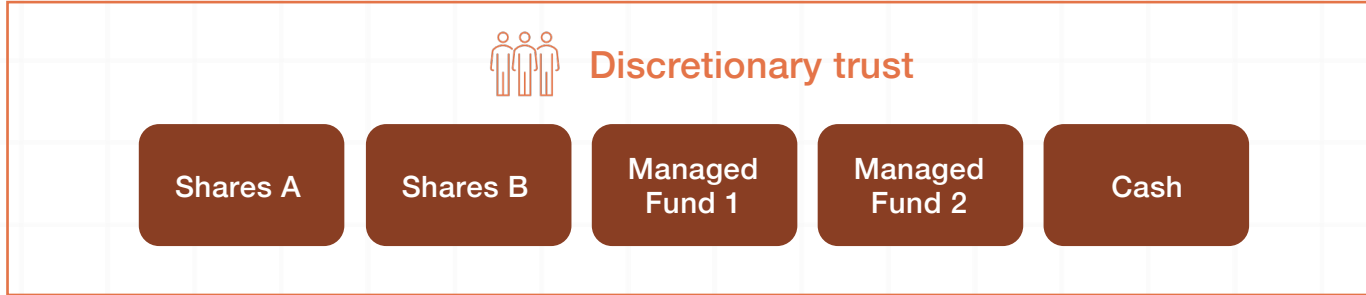 Discretionary trust
Shares A
Shares B
Managed
Fund 1
Managed
Fund 2
Cash